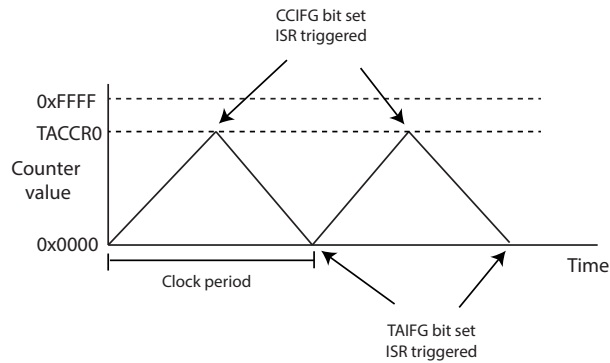 CCIFG bit set
ISR triggered
0xFFFF
TACCR0
Counter
value
0x0000
Time
Clock period
TAIFG bit set
ISR triggered